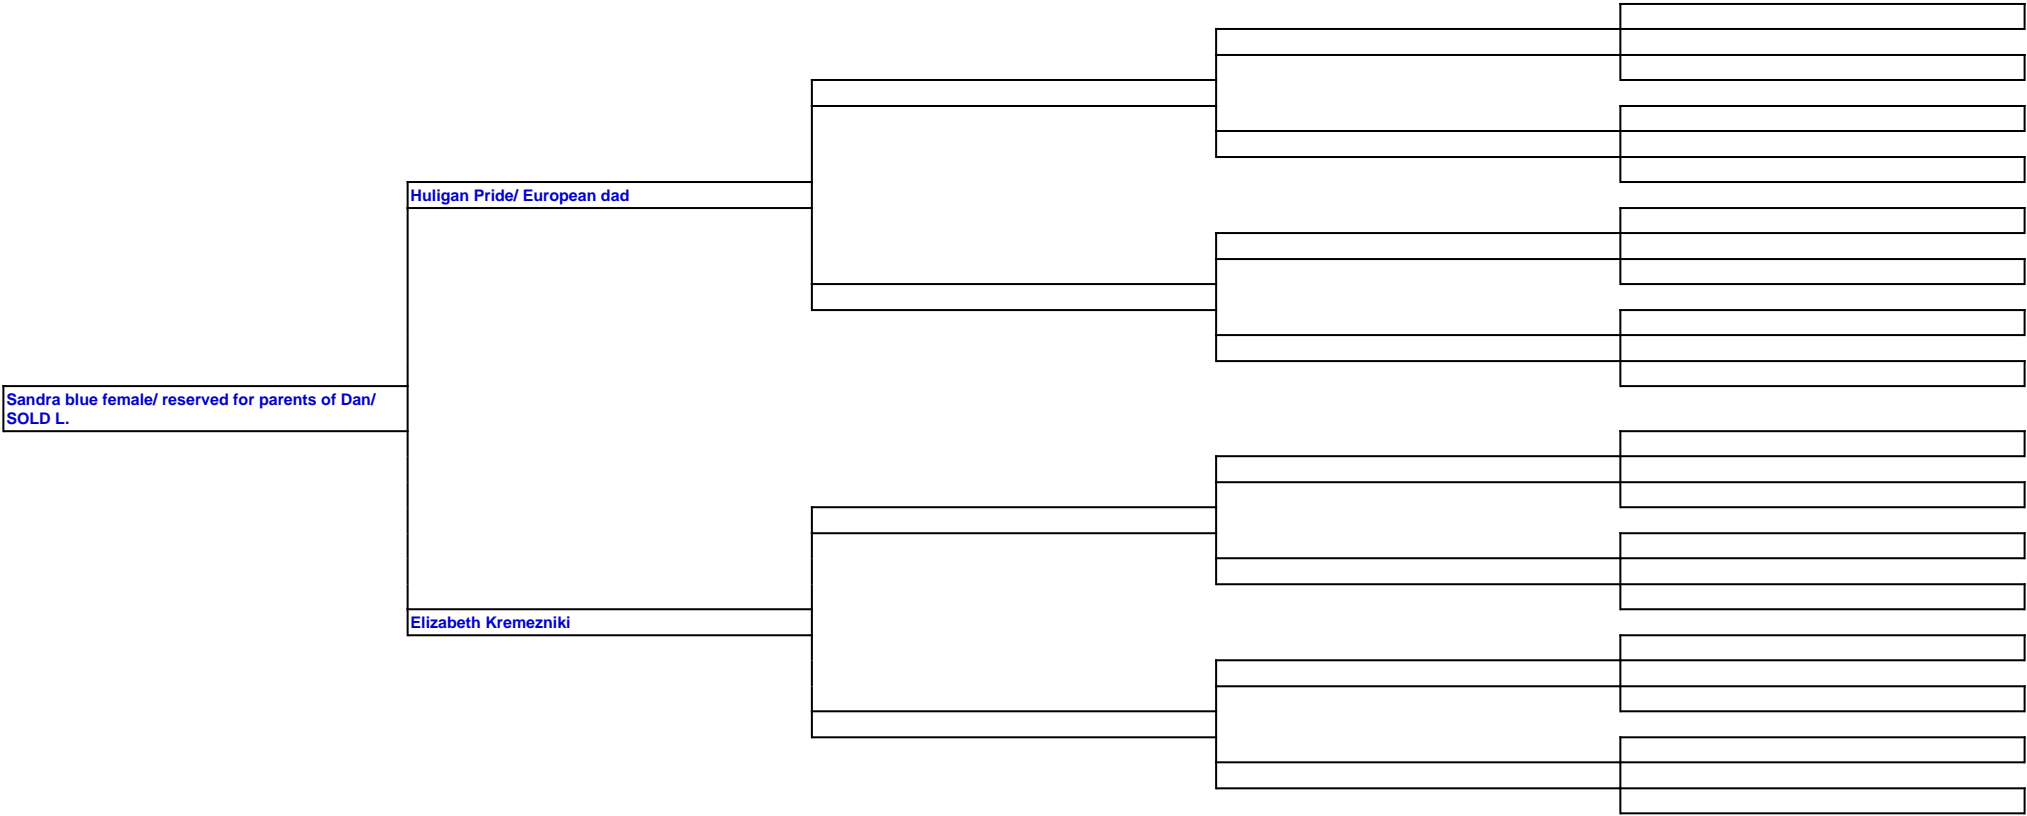 Huligan Pride/ European dad
Sandra blue female/ reserved for parents of Dan/
SOLD L.
Elizabeth Kremezniki